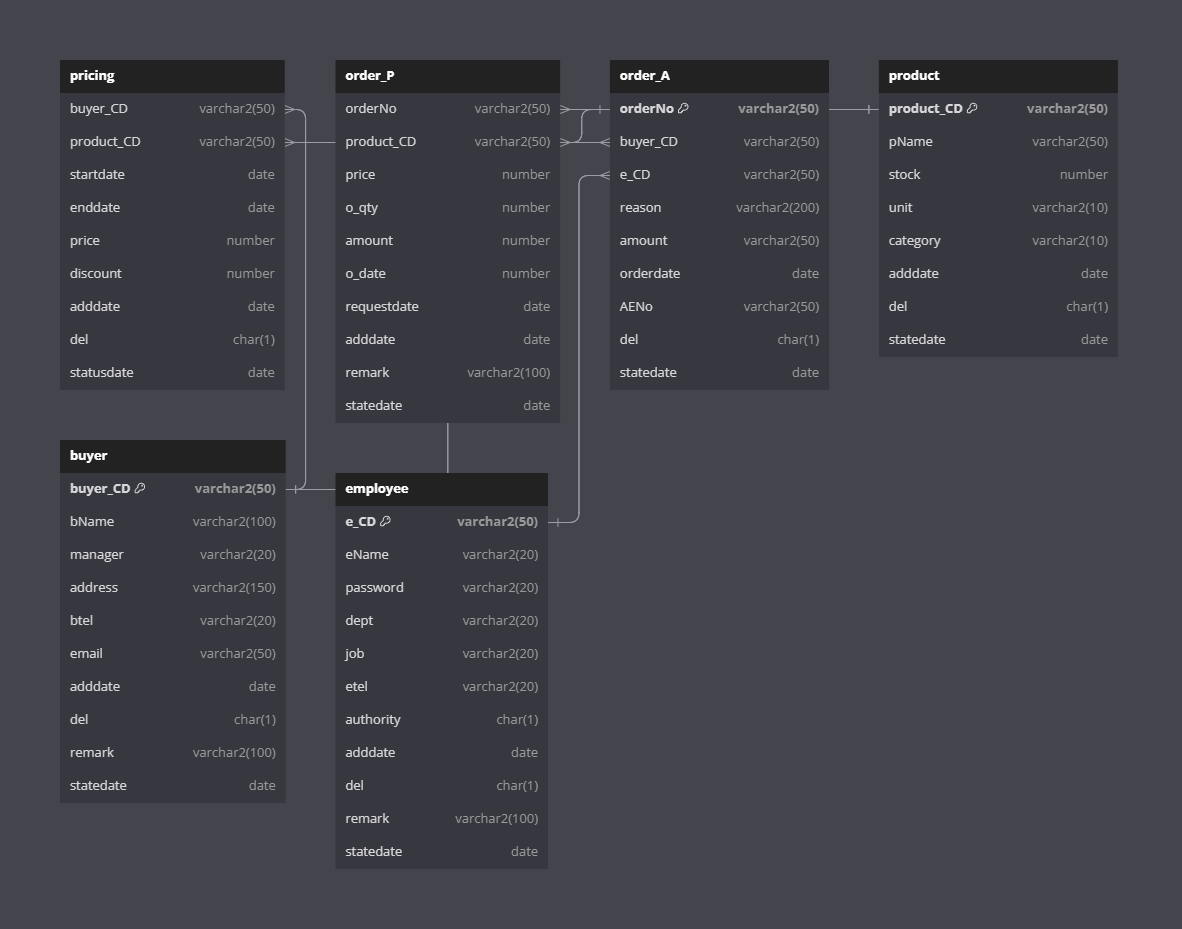 pricing
buyer_CD varchar2(50)
product_CD varchar2(50)
startdate date
enddate date
price number
discount number
adddate date
del char(1)
statusdate date
order_P
orderNo varchar2(50)
product_CD varchar2(50)
price number
o_qty number
amount number
o_date number
requestdate date
adddate date
remark varchar2(100)
statedate date
order_A
orderNo varchar2(50)
buyer_CD varchar2(50)
e_CD varchar2(50)
reason varchar2(200)
amount varchar2(50)
orderdate date
AENo varchar2(50)
del char(1)
statedate date
product
product_CD varchar2(50)
pName varchar2(50)
stock number
unit varchar2(10)
category varchar2(10)
adddate date
del char(1)
statedate date
buyer
buyer_CD varchar2(50)
bName varchar2(100)
manager varchar2(20)
address varchar2(150)
btel varchar2(20)
email varchar2(50)
adddate date
del char(1)
remark varchar2(100)
statedate date
employee
e_CD varchar2(50)
eName varchar2(20)
password varchar2(20)
dept varchar2(20)
job varchar2(20)
etel varchar2(20)
authority char(1)
adddate date
del char(1)
remark varchar2(100)
statedate date